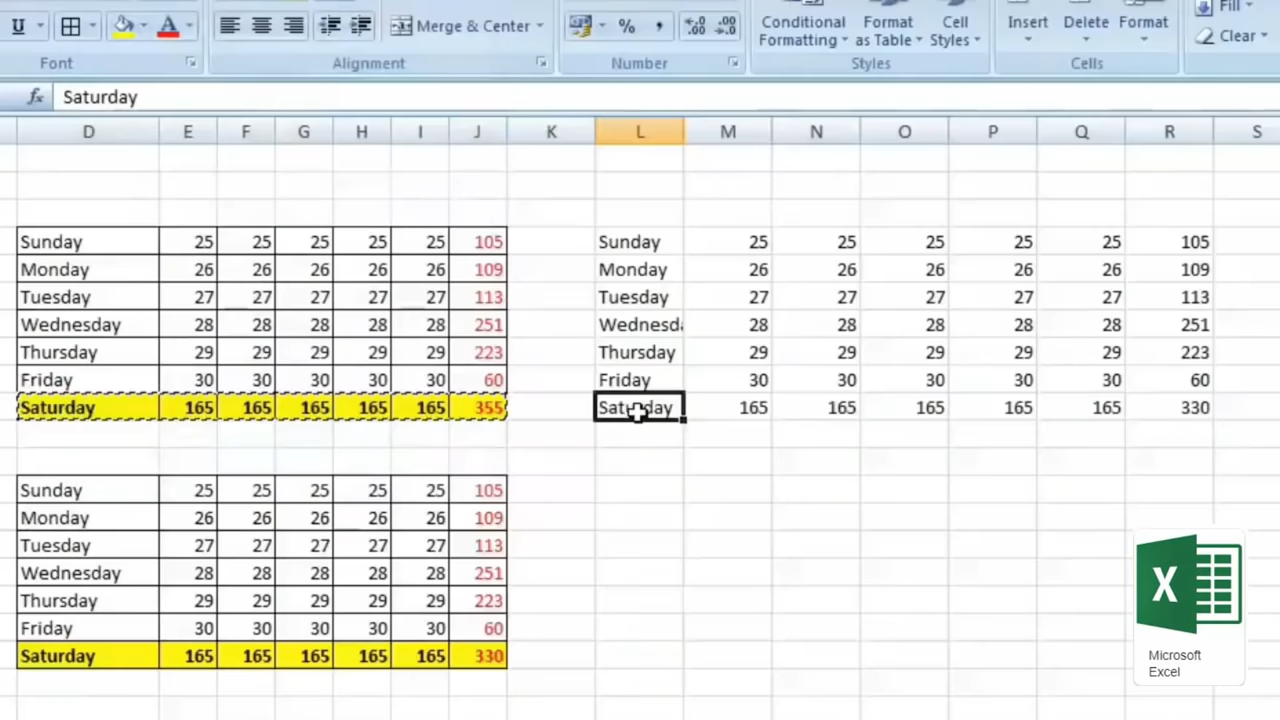 U Merge & Center % , .00 .00 Conditional Formatting Format as Table Cell Styles Insert Delete Format Fill Clear
Font Alignment Number Styles Cells
fx Saturday
D E F G H I J K L M N O P Q R S
Sunday 25 25 25 25 25 105 Sunday 25 25 25 25 25 105
Monday 26 26 26 26 26 109 Monday 26 26 26 26 26 109
Tuesday 27 27 27 27 27 113 Tuesday 27 27 27 27 27 113
Wednesday 28 28 28 28 28 251 Wednesd 28 28 28 28 28 251
Thursday 29 29 29 29 29 223 Thursday 29 29 29 29 29 223
Friday 30 30 30 30 30 60 Friday 30 30 30 30 30 60
Saturday 165 165 165 165 165 355 Saturday 165 165 165 165 165 330
Sunday 25 25 25 25 25 105
Monday 26 26 26 26 26 109
Tuesday 27 27 27 27 27 113
Wednesday 28 28 28 28 28 251
Thursday 29 29 29 29 29 223
Friday 30 30 30 30 30 60
Saturday 165 165 165 165 165 330
X
Microsoft
Excel